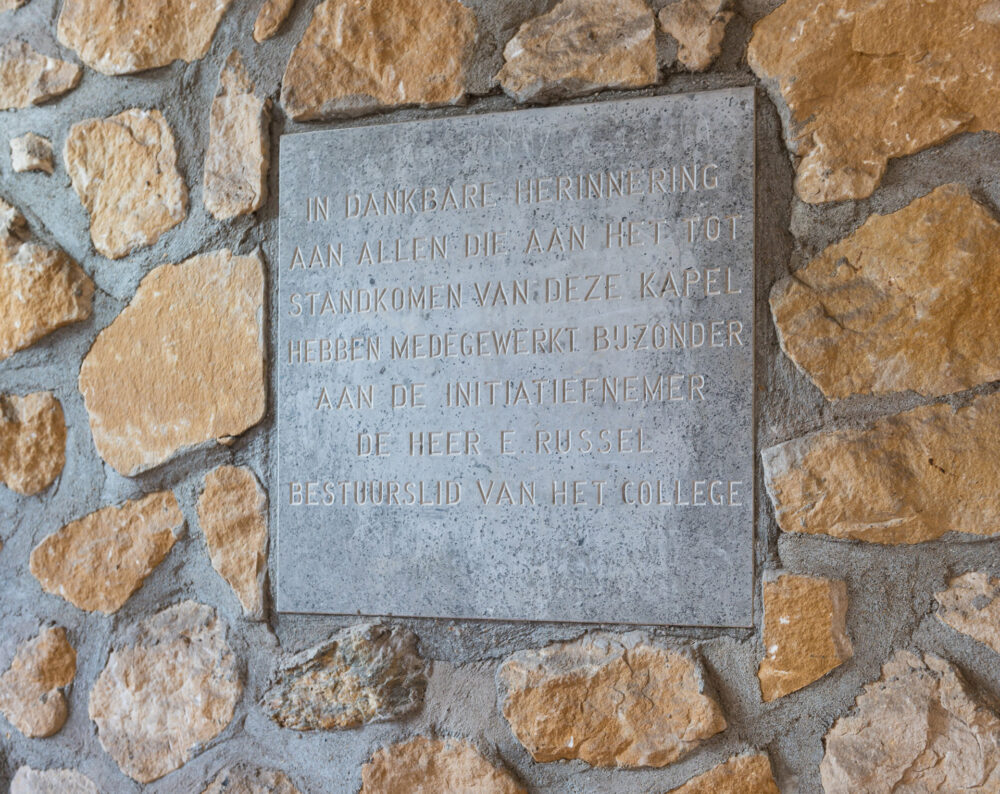 IN DANKBARE HERINNERING
AAN ALLEN DIE AAN HET TOT
STANDKOMEN VAN DEZE KAPEL
HEBBEN MEDEGEWERKT BIJZONDER
AAN DE INITIATIEFNEMER
DE HEER E. RUSSEL
BESTUURSLID VAN HET COLLEGE